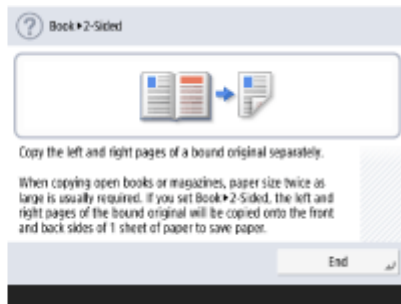 Book▸2-Sided
Copy the left and right pages of a bound original separately.
When copying open books or magazines, paper size twice as
large is usually required. If you set Book▸2-Sided, the left and
right pages of the bound original will be copied onto the front
and back sides of 1 sheet of paper to save paper.
End